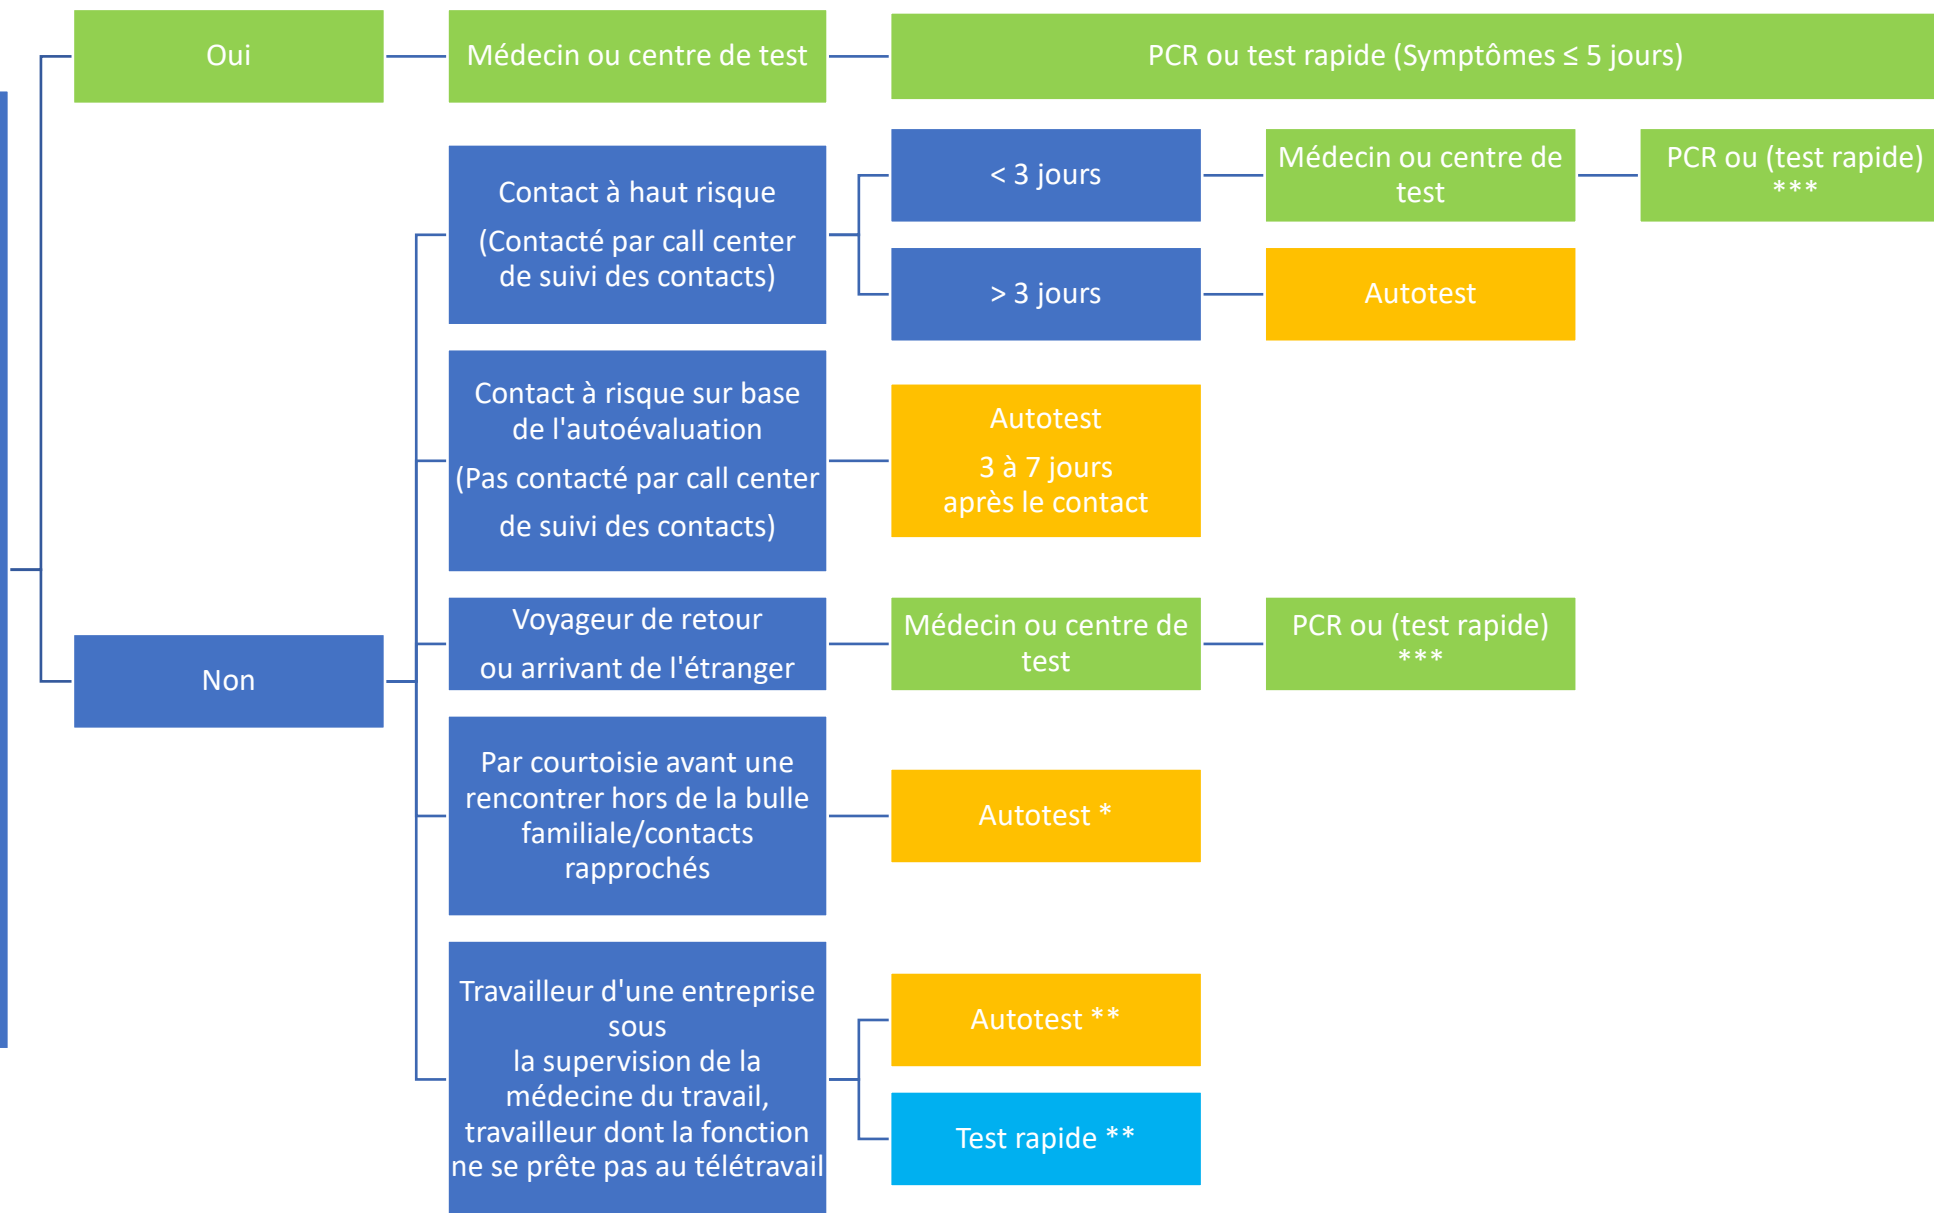 Oui
Médecin ou centre de test
PCR ou test rapide (Symptômes ≤ 5 jours)
Contact à haut risque
(Contacté par call center
de suivi des contacts)
< 3 jours
Médecin ou centre de
test
PCR ou (test rapide)
***
> 3 jours
Autotest
Contact à risque sur base
de l'autoévaluation
(Pas contacté par call center
de suivi des contacts)
Autotest
3 à 7 jours
après le contact
Non
Voyageur de retour
ou arrivant de l'étranger
Médecin ou centre de
test
PCR ou (test rapide)
***
Par courtoisie avant une
rencontrer hors de la bulle
familiale/contacts
rapprochés
Autotest *
Travailleur d'une entreprise
sous
la supervision de la
médecine du travail,
travailleur dont la fonction
ne se prête pas au télétravail
Autotest **
Test rapide **